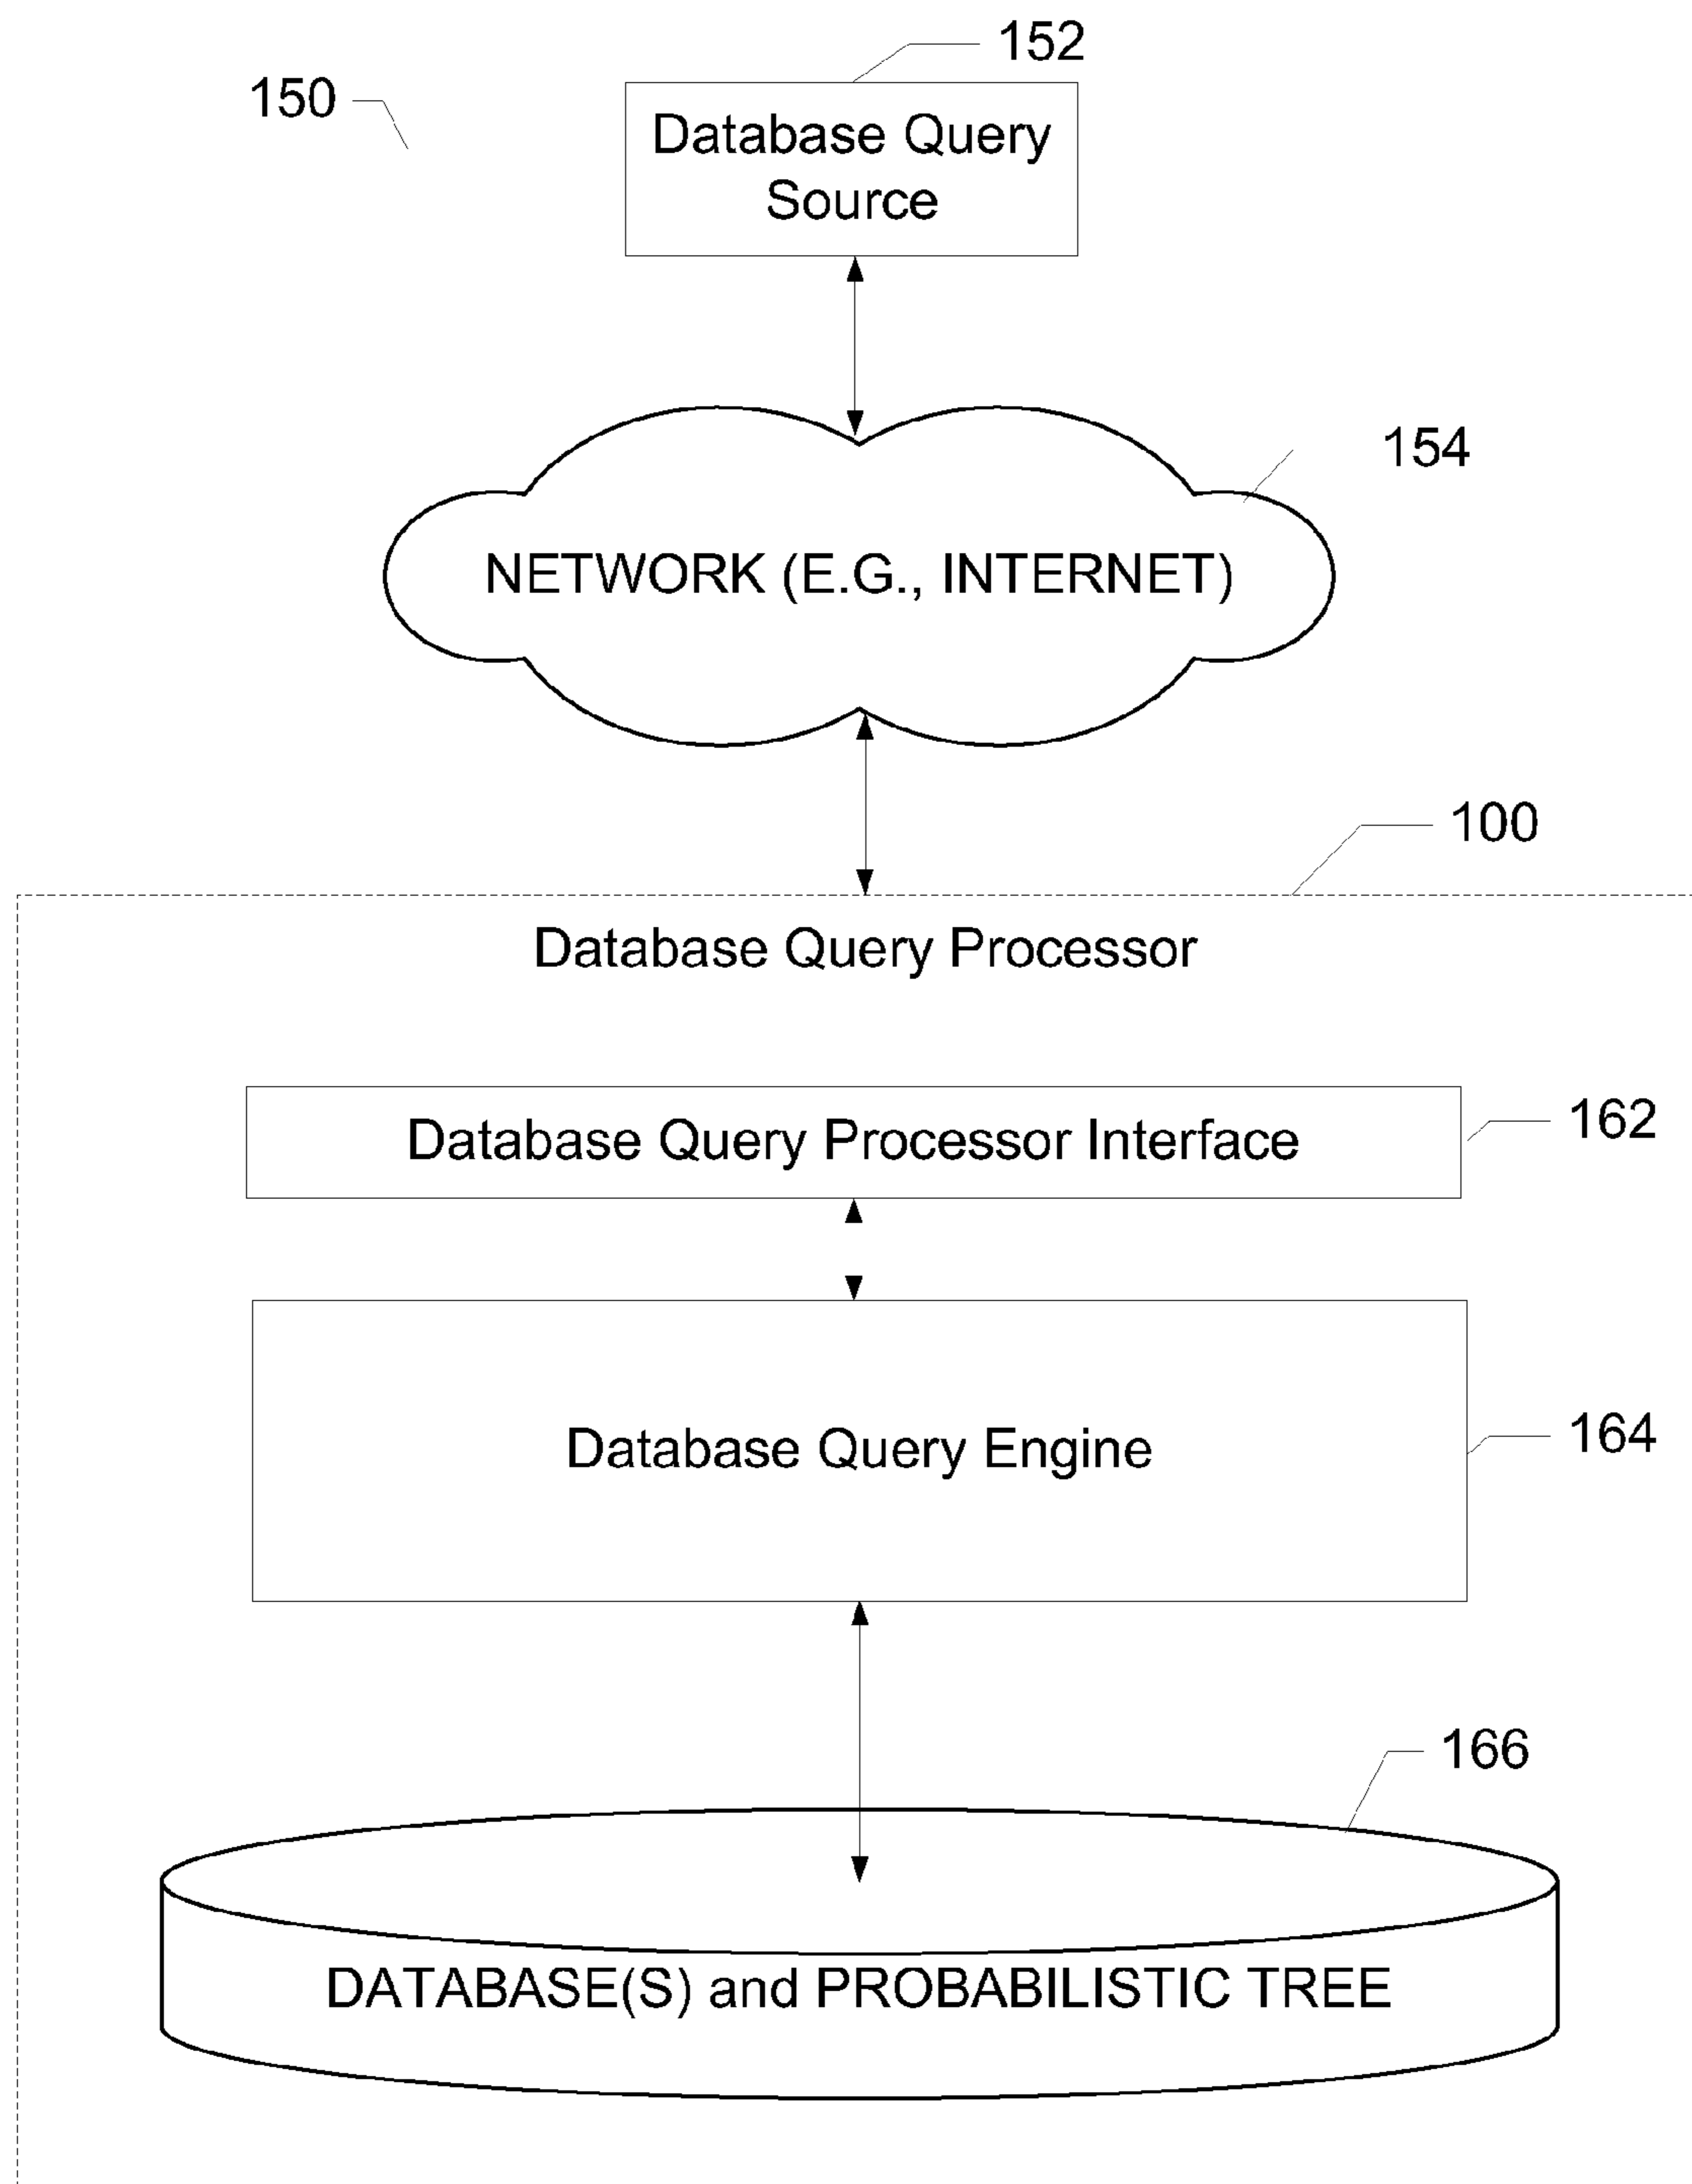 152
150
Database Query
Source
154
NETWORK (E.G., INTERNET)
100
Database Query Processor
Database Query Processor Interface
162
Database Query Engine
164
166
DATABASE(S) and PROBABILISTIC TREE